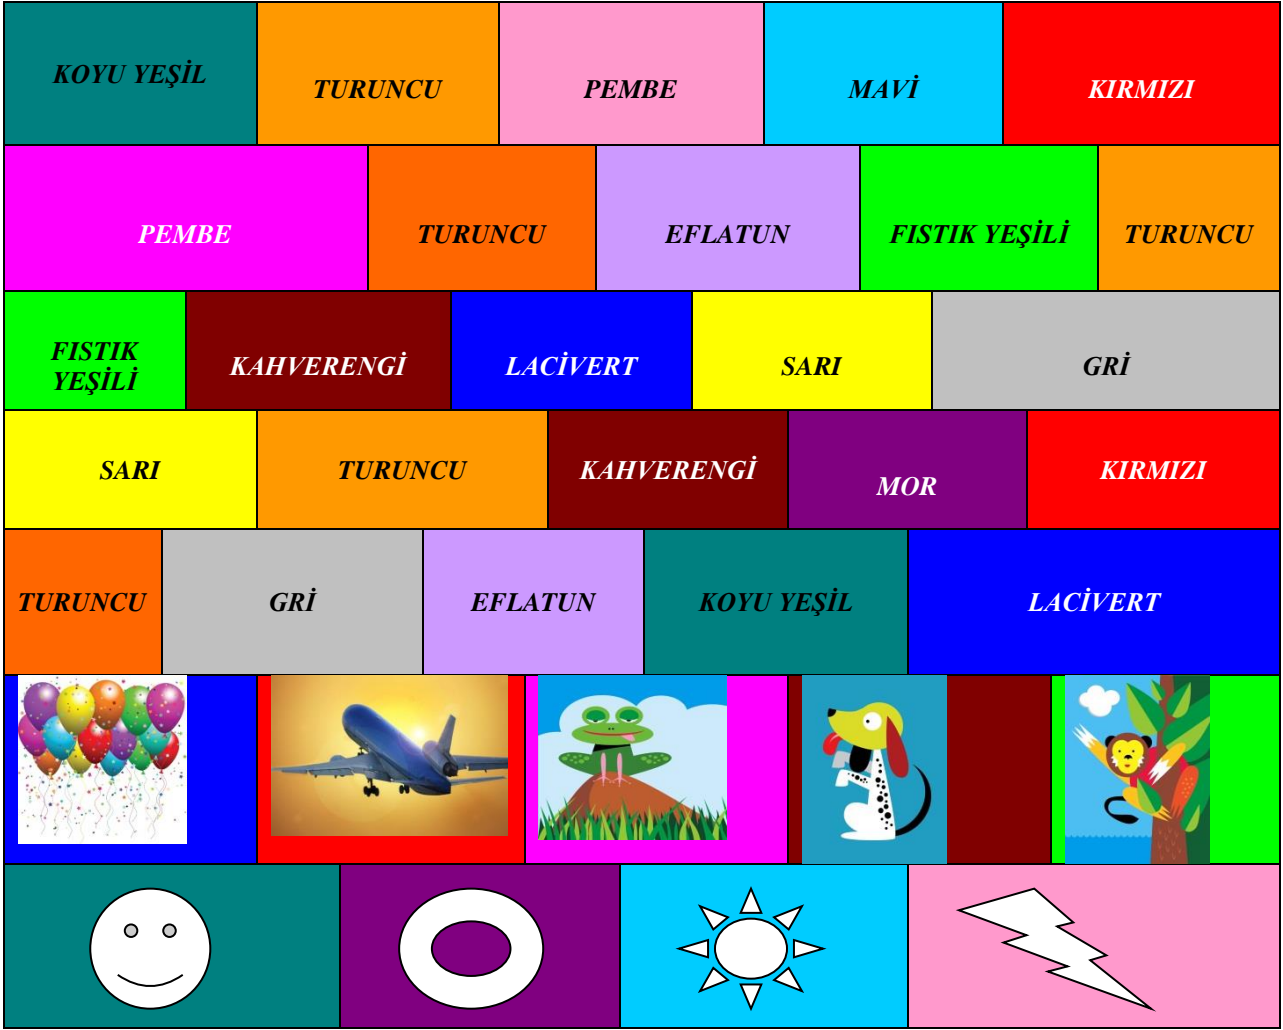 KOYU YEŞİL
TURUNCU
PEMBE
MAVİ
KIRMIZI
PEMBE
TURUNCU
EFLATUN
FISTIK YEŞİLİ
TURUNCU
FISTIK
YEŞİLİ
KAHVERENGİ
LACİVERT
SARI
GRİ
SARI
TURUNCU
KAHVERENGİ
MOR
KIRMIZI
TURUNCU
GRİ
EFLATUN
KOYU YEŞİL
LACİVERT